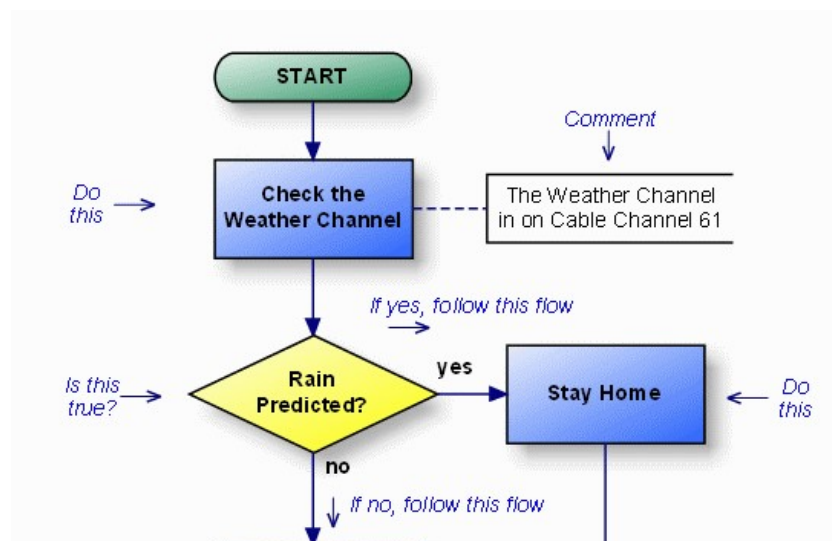 START
Comment
Do
this
Check the
Weather Channel
The Weather Channel
in on Cable Channel 61
If yes, follow this flow
Is this
true?
Rain
Predicted?
yes
Stay Home
Do
this
no
If no, follow this flow